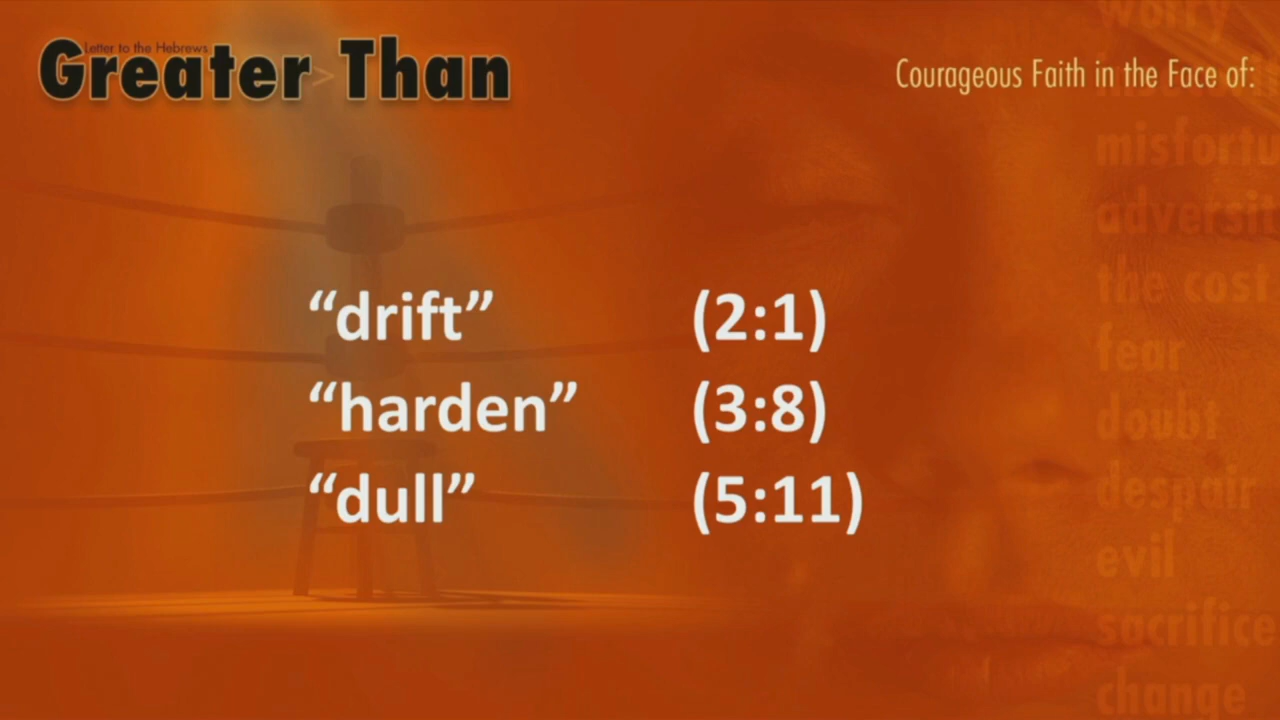 Letter to the Hebrews
Greater > Than
Courageous Faith in the Face of:
worry
misfortu
adversit
the cost
fear
doubt
despair
evil
sacrifice
change
“drift” (2:1)
“harden” (3:8)
“dull” (5:11)